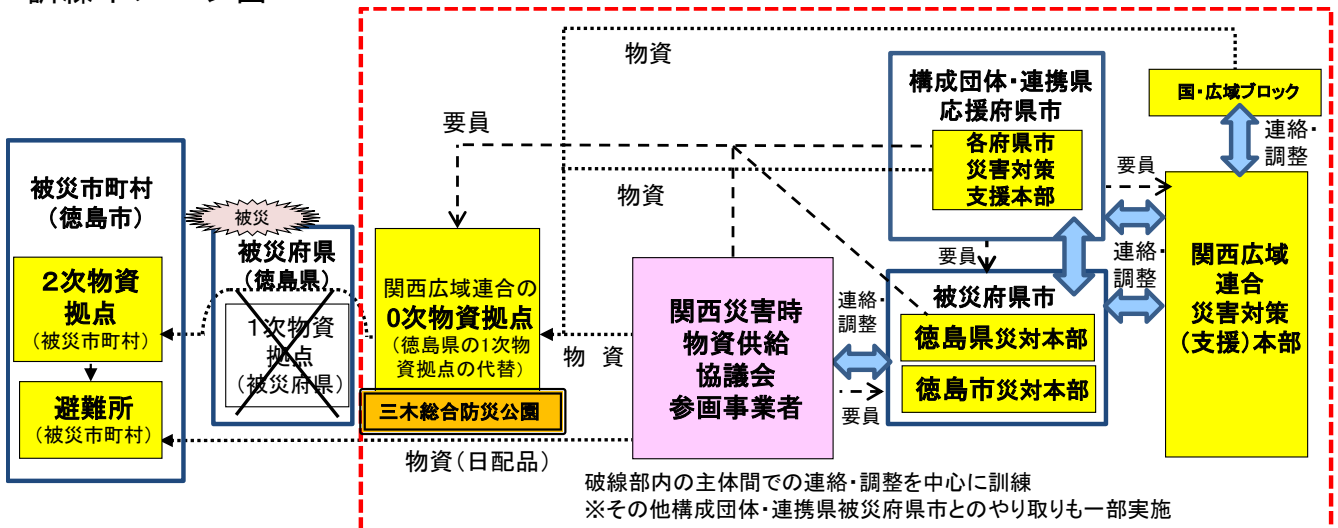 物資
構成団体・連携県
応援府県市
各府県市
災害対策
支援本部
国・広域ブロック
連絡・
調整
要員
要員
物資
被災市町村
(徳島市)
2次物資
拠点
(被災市町村)
避難所
(被災市町村)
被災
被災府県
(徳島県)
1次物資
拠点
(被災府県)
関西広域連合の
0次物資拠点
(徳島県の1次物
資拠点の代替)
三木総合防災公園
物 資
物資(日配品)
関西災害時
物資供給
協議会
参画事業者
連絡・
調整
要員
要員
被災府県市
徳島県災対本部
徳島市災対本部
連絡・
調整
関西広域
連合
災害対策
(支援)本部
破線部内の主体間での連絡・調整を中心に訓練
※その他構成団体・連携県被災府県市とのやり取りも一部実施